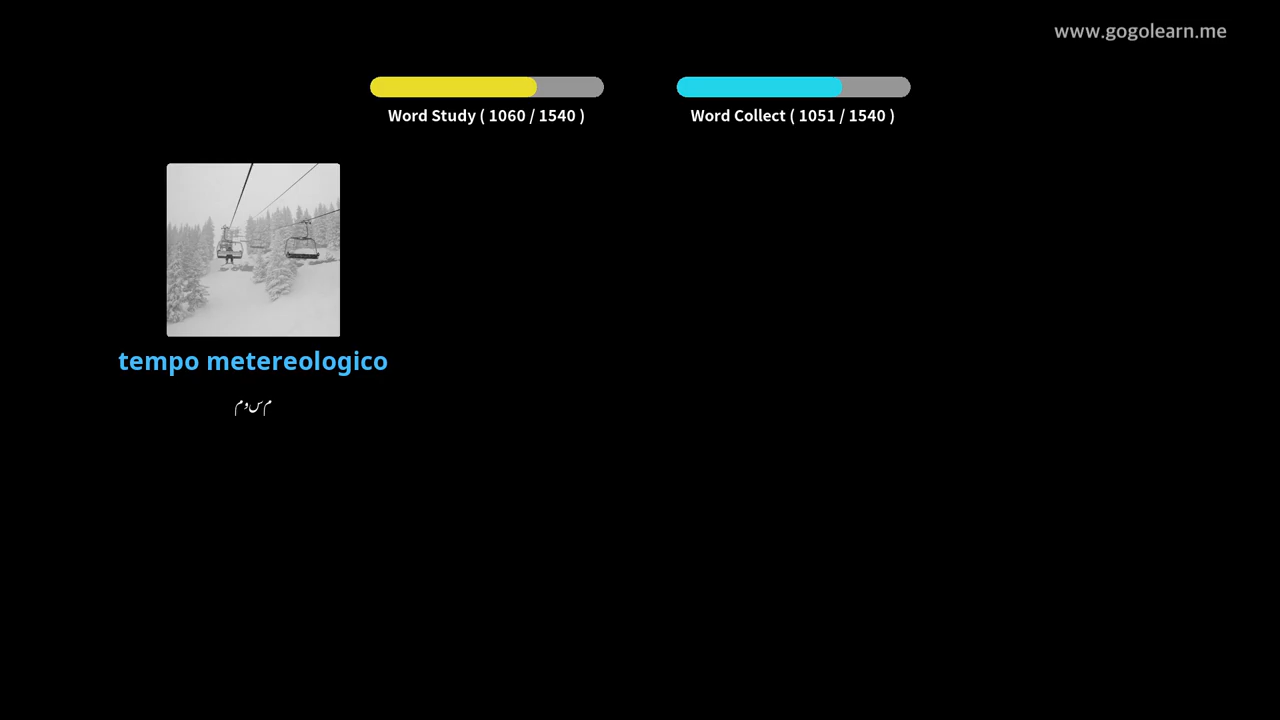 www.gogolearn.me
Word Study ( 1060 / 1540 )
Word Collect ( 1051 / 1540 )
tempo metereologico
موسم